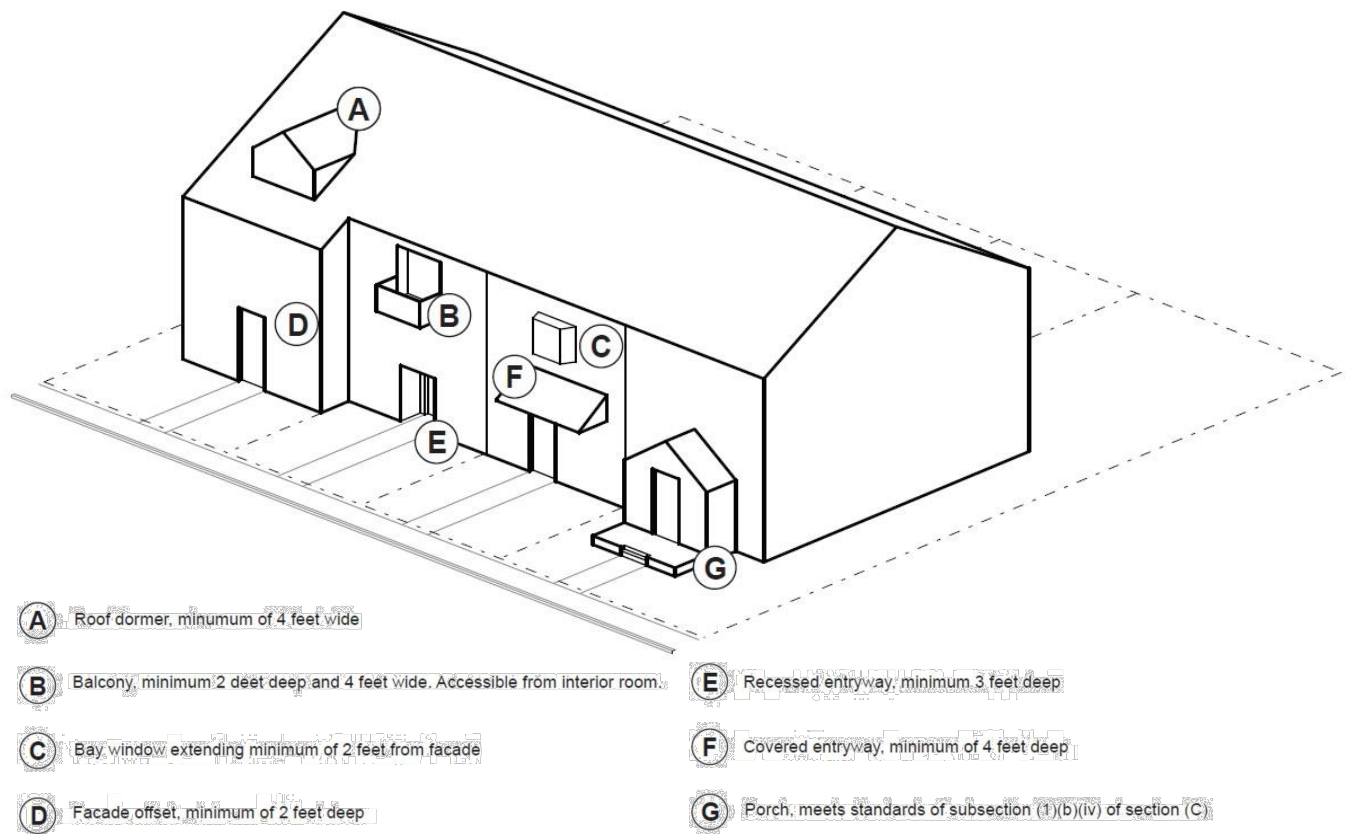 A
B
C
D
E
F
G
A Roof dormer, minumum of 4 feet wide
B Balcony, minimum 2 deet deep and 4 feet wide. Accessible from interior room.
C Bay window extending minimum of 2 feet from facade
D Facade offset, minimum of 2 feet deep
E Recessed entryway, minimum 3 feet deep
F Covered entryway, minimum of 4 feet deep
G Porch, meets standards of subsection (1)(b)(iv) of section (C)